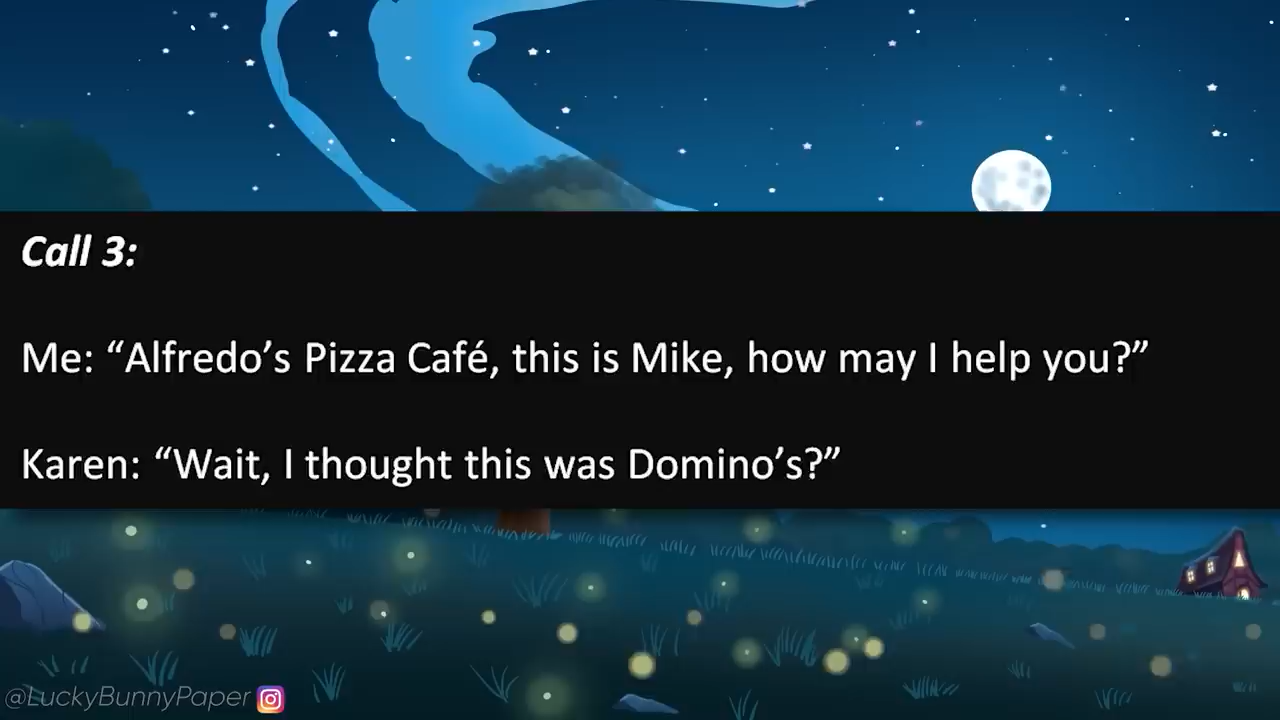 Call 3:
Me: “Alfredo’s Pizza Café, this is Mike, how may I help you?”
Karen: “Wait, I thought this was Domino’s?”
@LuckyBunnyPaper